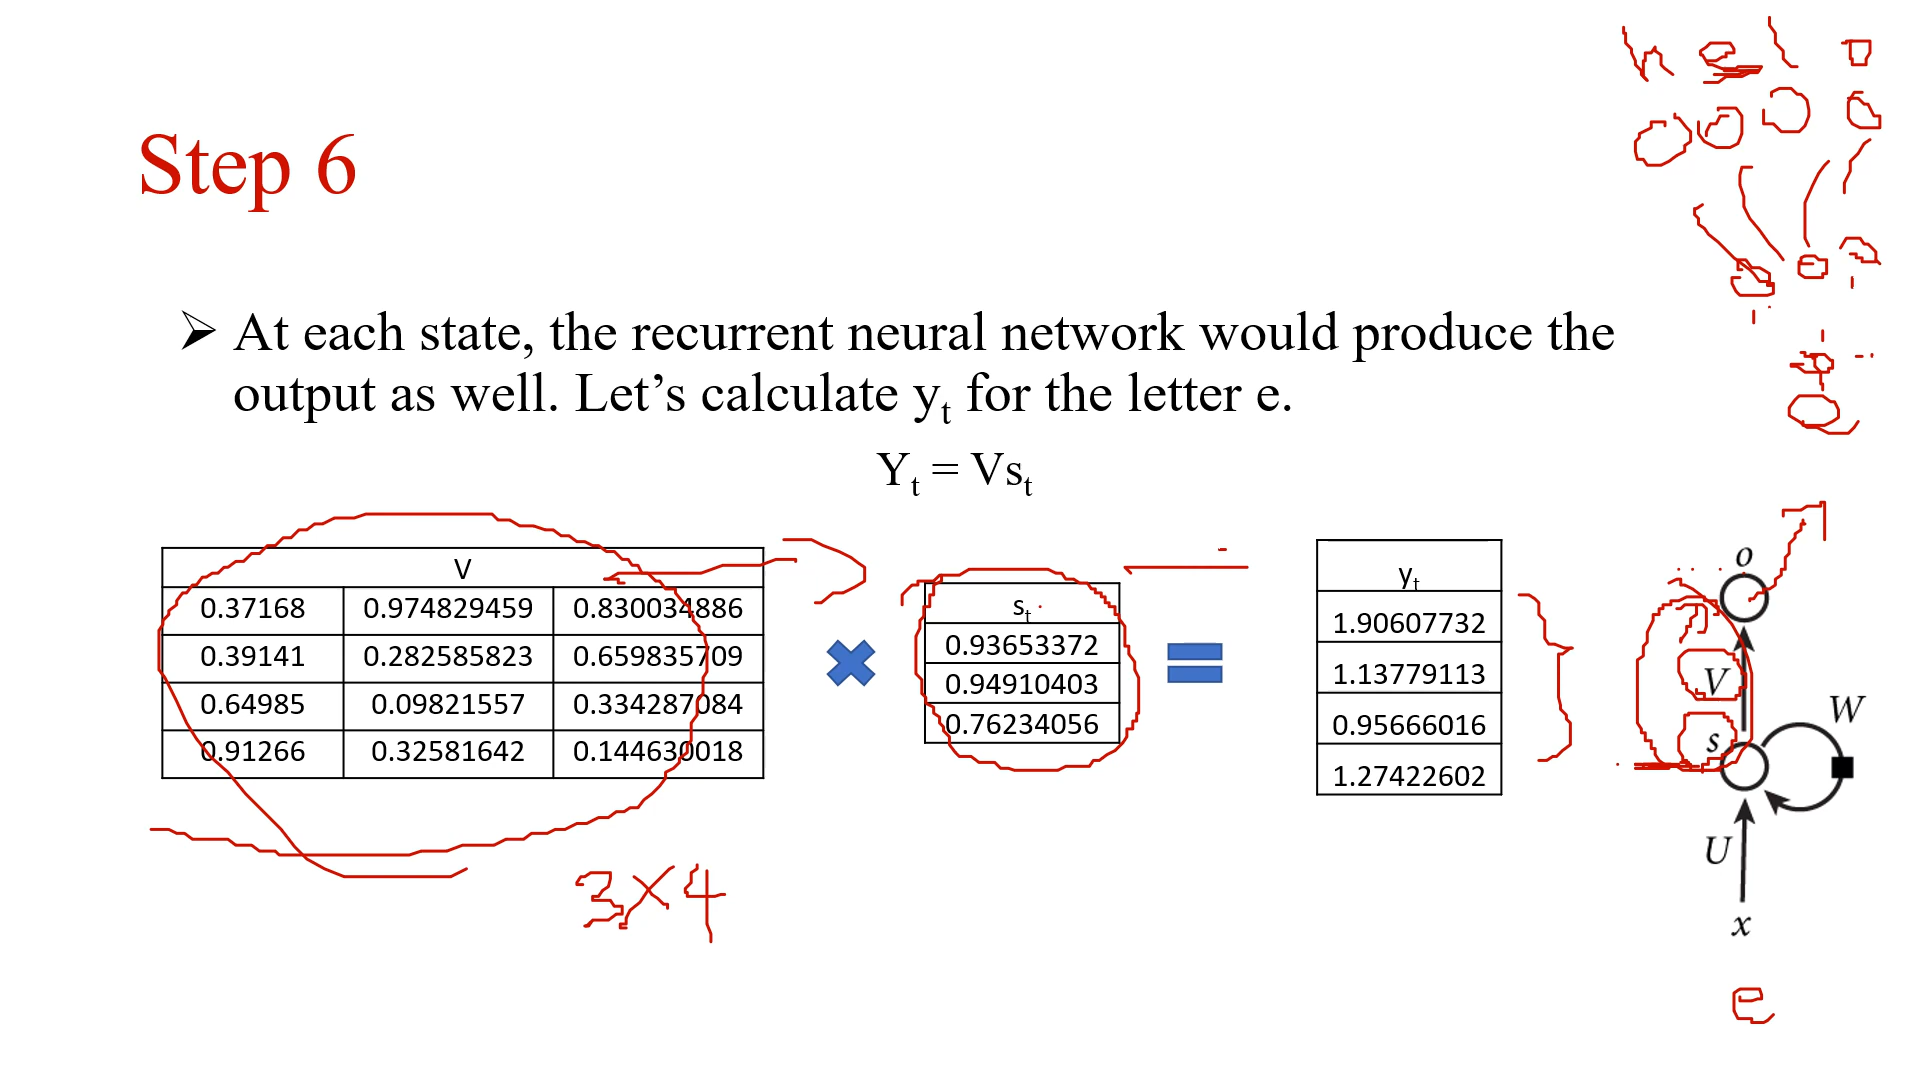 h e l o
Step 6
➢ At each state, the recurrent neural network would produce the
output as well. Let’s calculate yt for the letter e.
Yt = Vst
V
0.37168 0.974829459 0.830034886
0.39141 0.282585823 0.659835709
0.64985 0.09821557 0.334287084
0.91266 0.32581642 0.144630018
st
0.93653372
0.94910403
0.76234056
yt
1.90607732
1.13779113
0.95666016
1.27422602
3×4
o
V
W
s
U
x
e